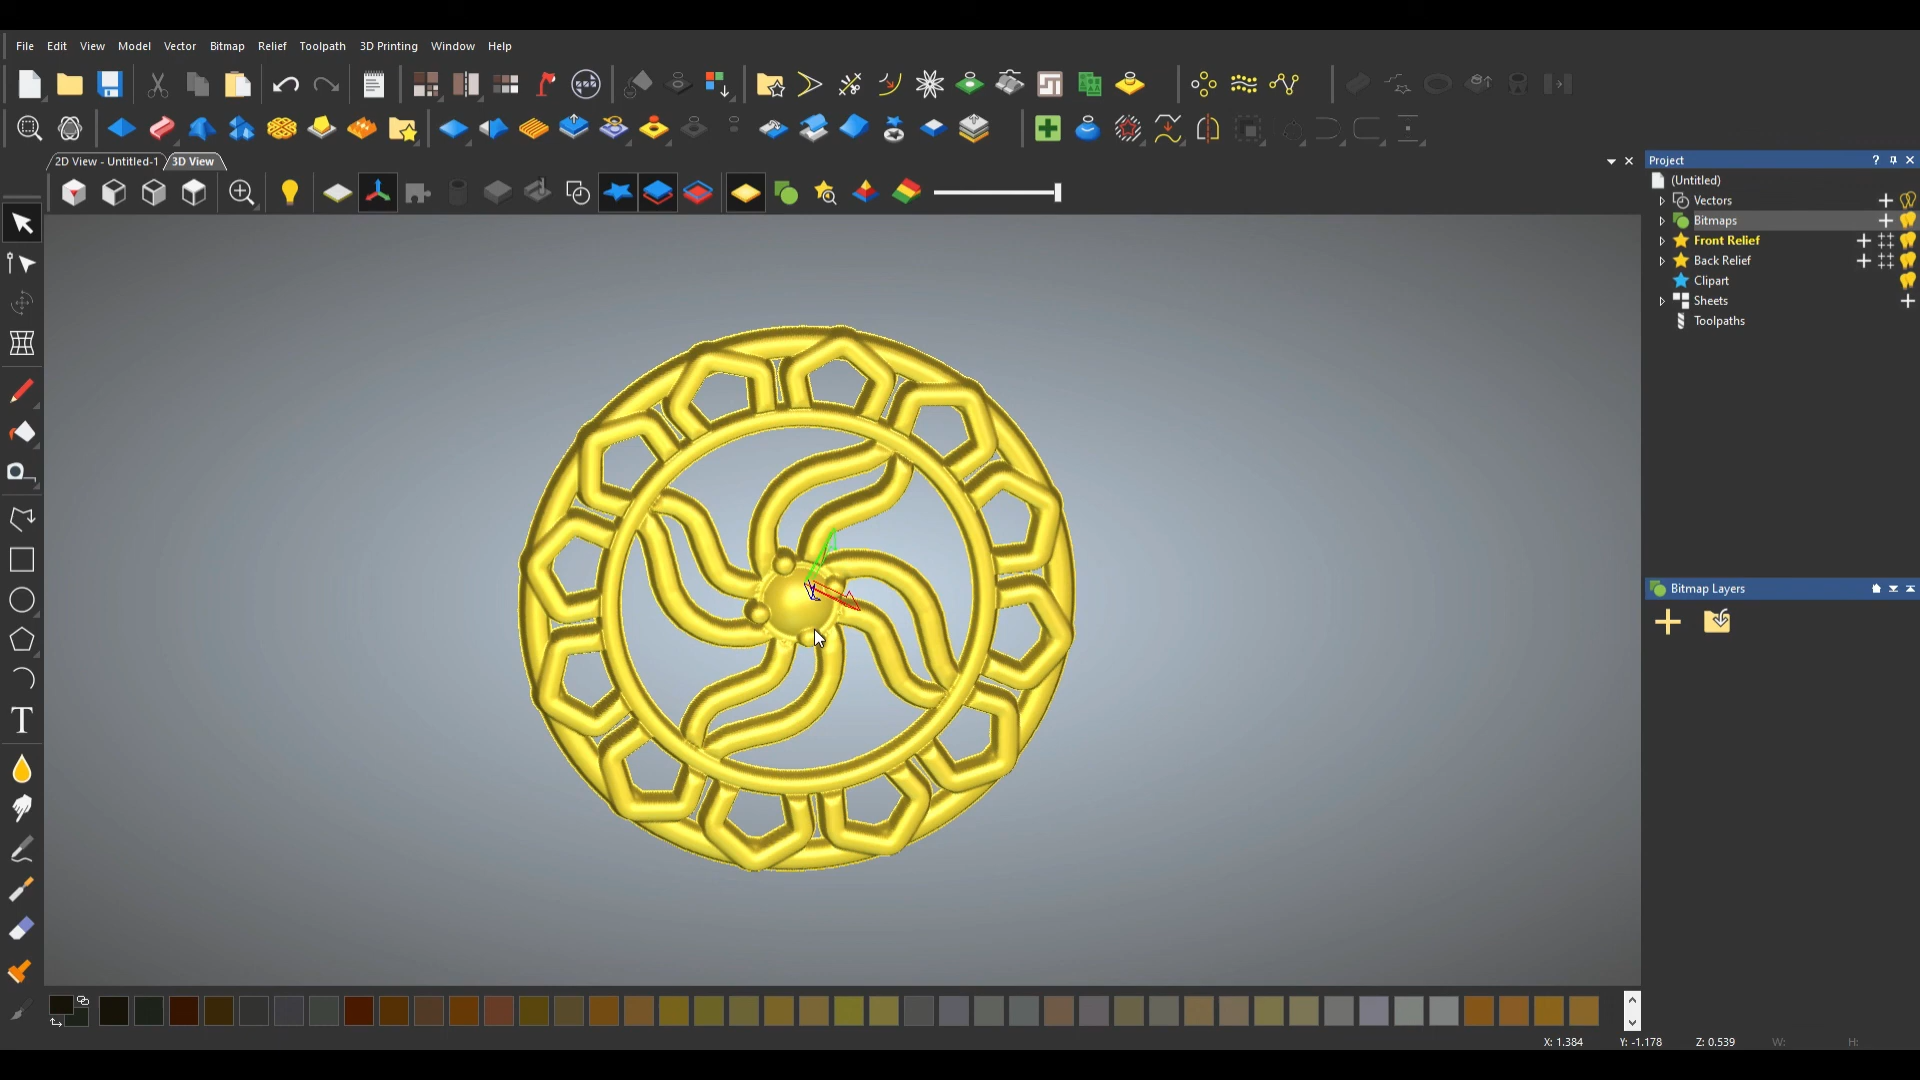 File Edit View Model Vector Bitmap Relief Toolpath 3D Printing Window Help
2D View - Untitled-1 3D View
Project
(Untitled)
Vectors
Bitmaps
Front Relief
Back Relief
Clipart
Sheets
Toolpaths
Bitmap Layers
T
X: 1.384 Y: -1.178 Z: 0.539 W: H: